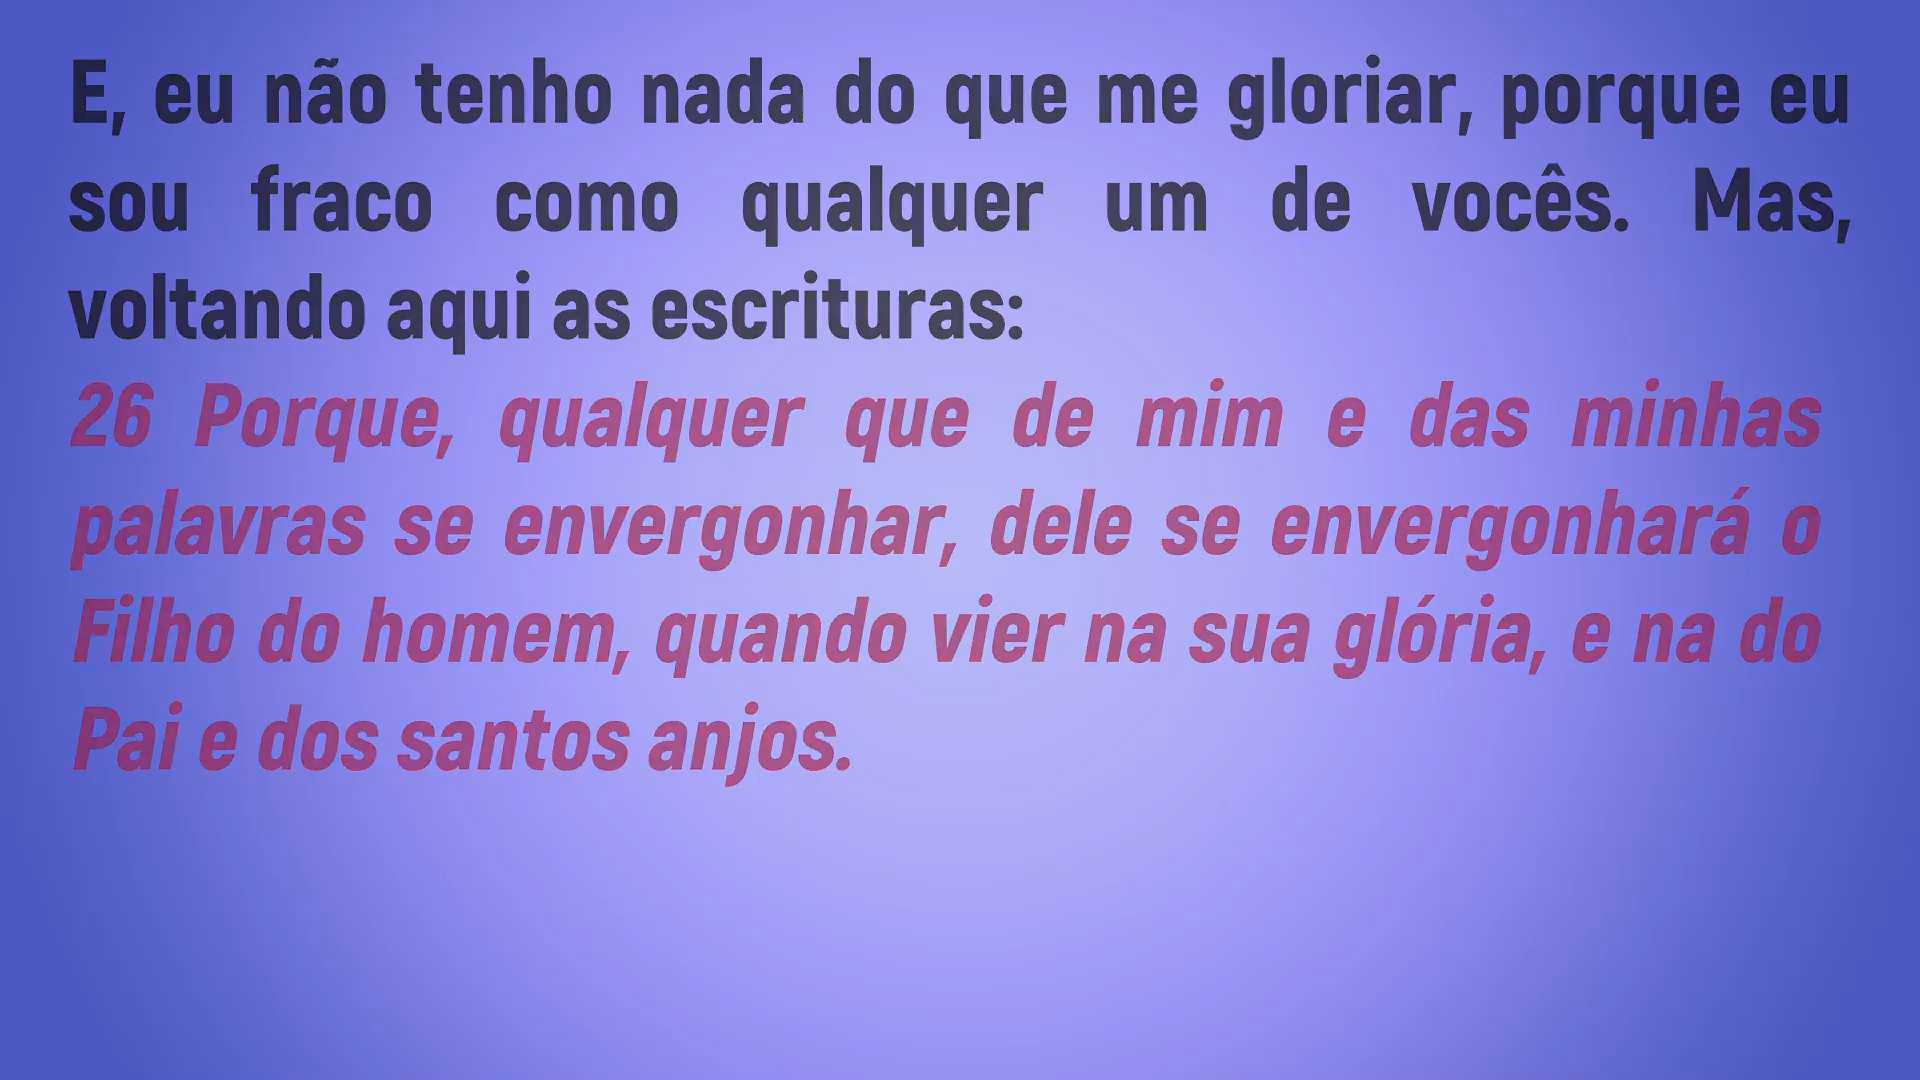 E, eu não tenho nada do que me gloriar, porque eu
sou fraco como qualquer um de vocês. Mas,
voltando aqui as escrituras:
26 Porque, qualquer que de mim e das minhas
palavras se envergonhar, dele se envergonhará o
Filho do homem, quando vier na sua glória, e na do
Pai e dos santos anjos.